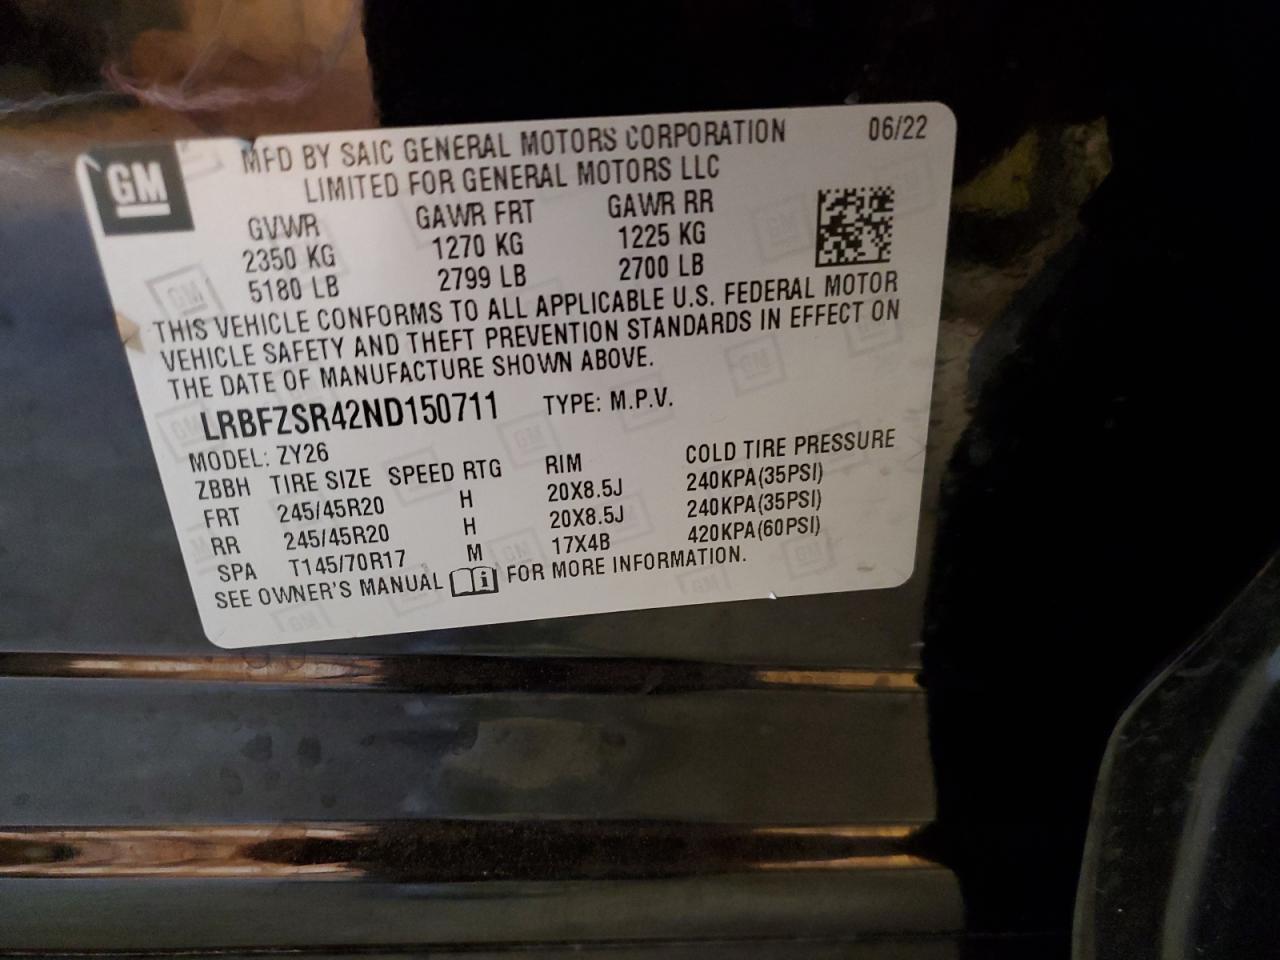 GM
MFD BY SAIC GENERAL MOTORS CORPORATION 06/22
LIMITED FOR GENERAL MOTORS LLC
GVWR GAWR FRT GAWR RR
2350 KG 1270 KG 1225 KG
5180 LB 2799 LB 2700 LB
THIS VEHICLE CONFORMS TO ALL APPLICABLE U.S. FEDERAL MOTOR
VEHICLE SAFETY AND THEFT PREVENTION STANDARDS IN EFFECT ON
THE DATE OF MANUFACTURE SHOWN ABOVE.
LRBFZSR42ND150711 TYPE: M.P.V.
MODEL: ZY26
ZBBH TIRE SIZE SPEED RTG RIM COLD TIRE PRESSURE
FRT 245/45R20 H 20X8.5J 240KPA(35PSI)
RR 245/45R20 H 20X8.5J 240KPA(35PSI)
SPA T145/70R17 M 17X4B 420KPA(60PSI)
SEE OWNER'S MANUAL i FOR MORE INFORMATION.